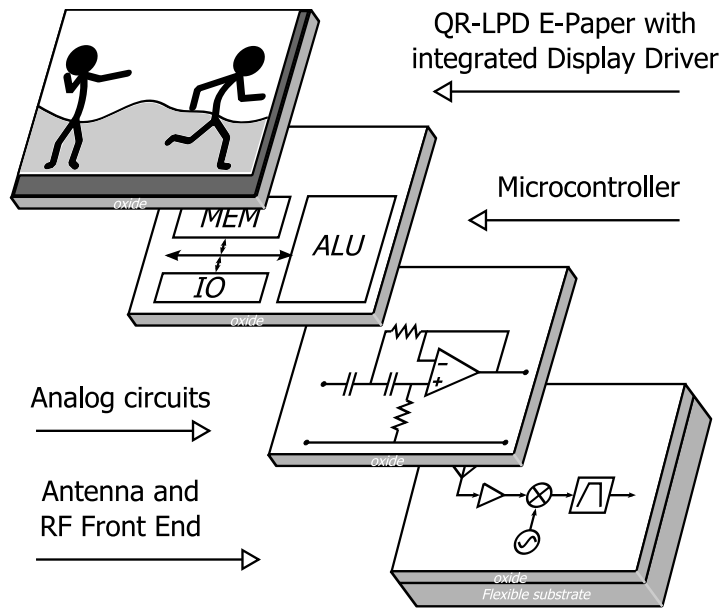 QR-LPD E-Paper with
integrated Display Driver
oxide
MEM
Microcontroller
ALU
IO
oxide
Analog circuits
oxide
Antenna and
RF Front End
oxide
Flexible substrate